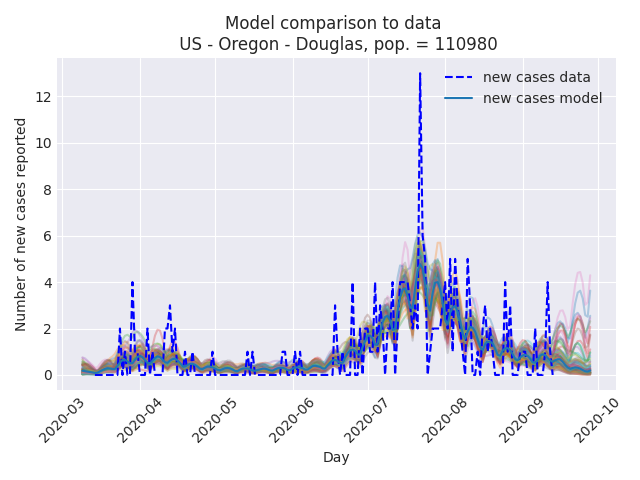 Model comparison to data
US - Oregon - Douglas, pop. = 110980
new cases data
new cases model
Number of new cases reported
12
10
8
6
4
2
0
2020-03
2020-04
2020-05
2020-06
2020-07
2020-08
2020-09
2020-10
Day